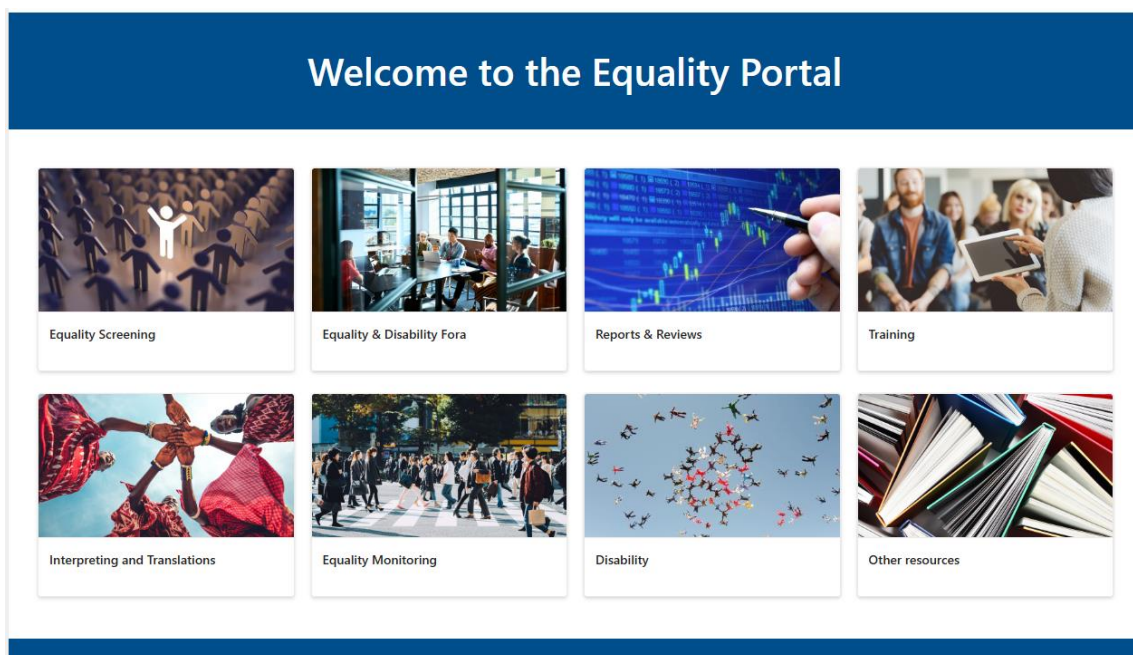 Welcome to the Equality Portal
Equality Screening
Equality & Disability Fora
Reports & Reviews
Training
Interpreting and Translations
Equality Monitoring
Disability
Other resources